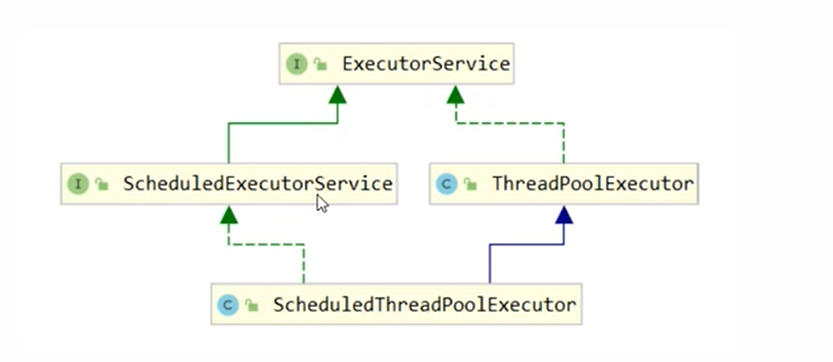 I ExecutorService
I ScheduledExecutorService
C ThreadPoolExecutor
C ScheduledThreadPoolExecutor